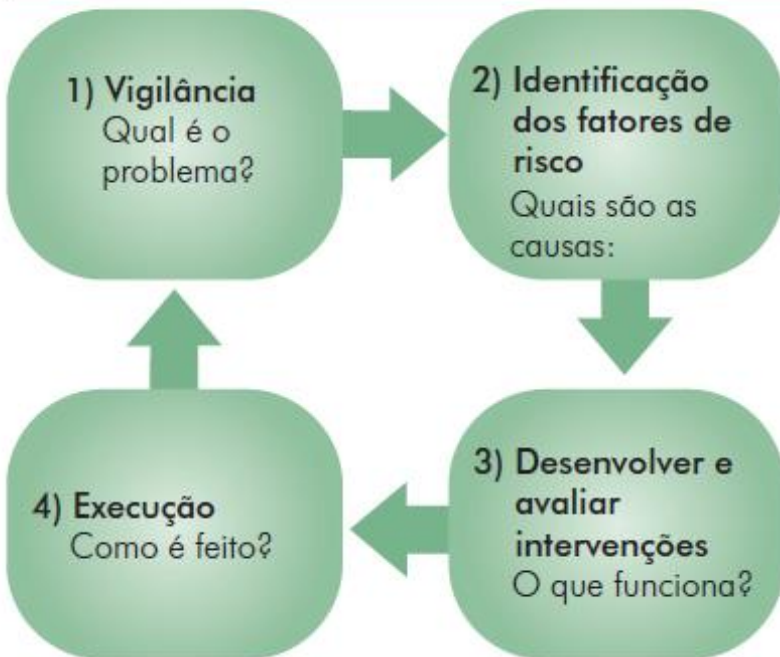 1) Vigilância
Qual é o
problema?
2) Identificação
dos fatores de
risco
Quais são as
causas:
3) Desenvolver e
avaliar
intervenções
O que funciona?
4) Execução
Como é feito?